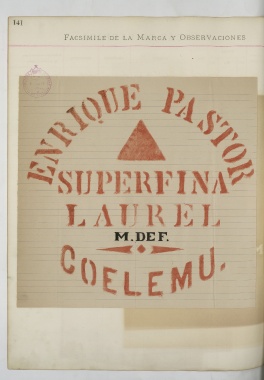 141
FACSIMILE DE LA MARCA Y OBSERVACIONES
ENRIQUE PASTOR
SUPERFINA
LAUREL
M. DEF.
COELEMU.